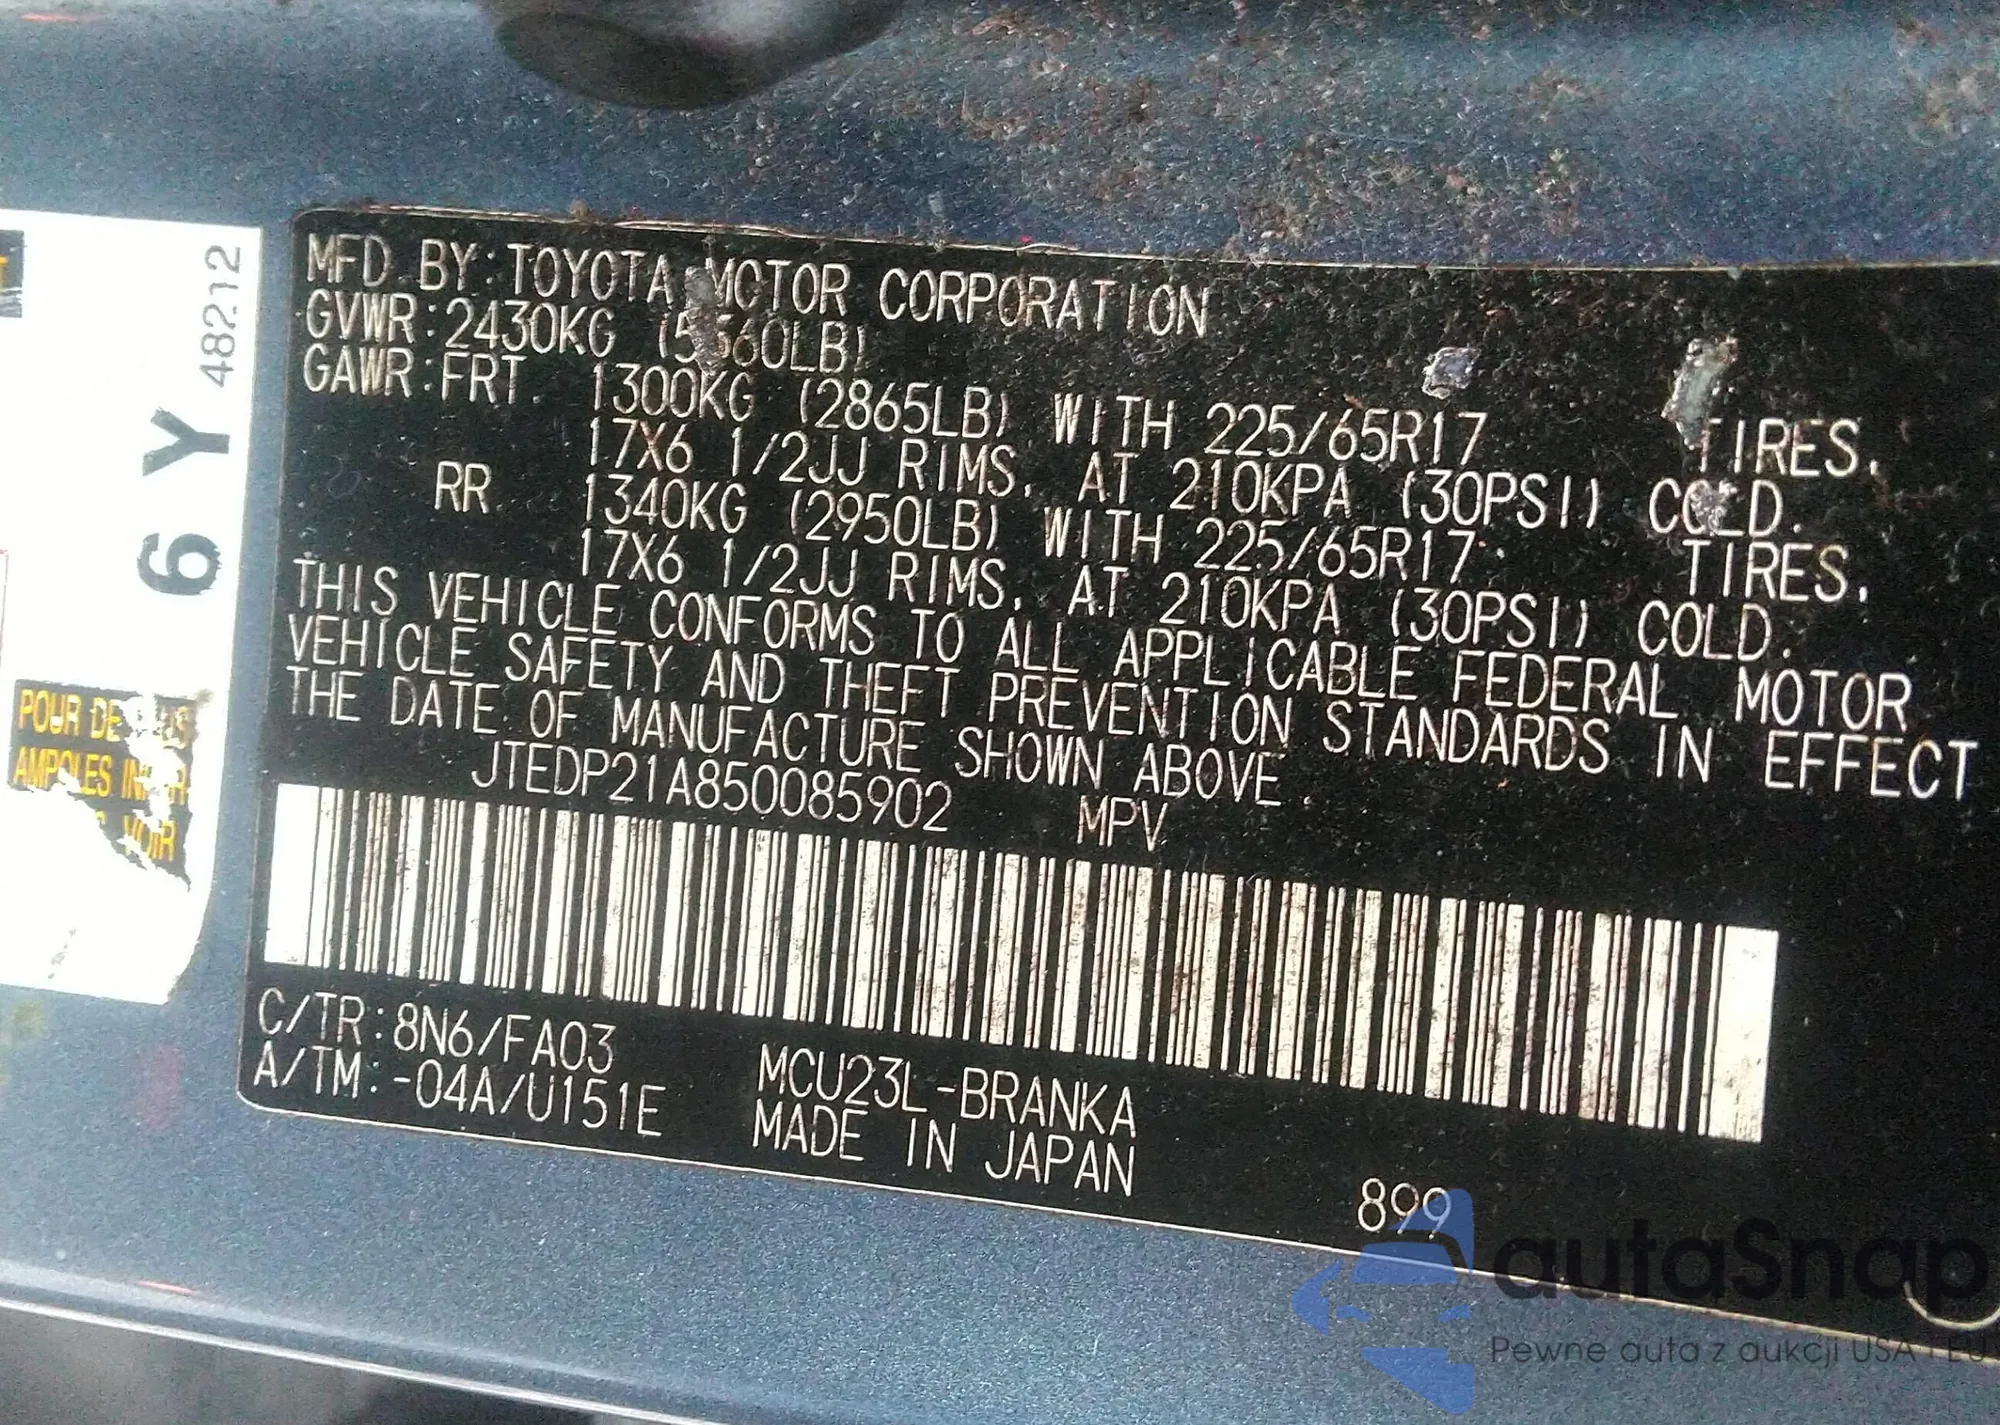 MFD BY: TOYOTA MOTOR CORPORATION
GVWR: 2430KG (5360LB)
GAWR: FRT. 1300KG (2865LB) WITH 225/65R17 TIRES,
17X6 1/2JJ RIMS, AT 210KPA (30PSI) COLD.
RR 1340KG (2950LB) WITH 225/65R17 TIRES,
17X6 1/2JJ RIMS, AT 210KPA (30PSI) COLD.
THIS VEHICLE CONFORMS TO ALL APPLICABLE FEDERAL MOTOR
VEHICLE SAFETY AND THEFT PREVENTION STANDARDS IN EFFECT
THE DATE OF MANUFACTURE SHOWN ABOVE.
JTEDP21A850085902 MPV
C/TR: 8N6/FA03
A/TM: -04A/U151E
MCU23L-BRANKA
MADE IN JAPAN
899
48212
6 Y
POUR DE
AMPOLES
VOIR
autaSnap
Pewne auta z aukcji USA i EU